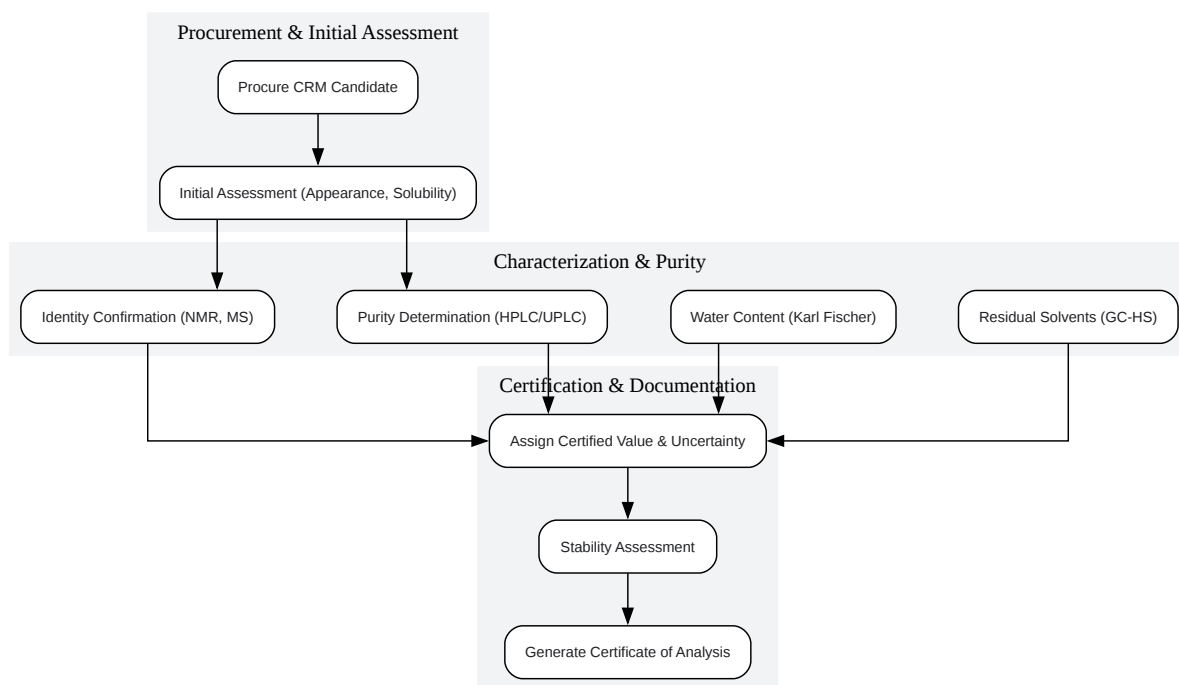 Procurement & Initial Assessment
Procure CRM Candidate
Initial Assessment (Appearance, Solubility)
Characterization & Purity
Identity Confirmation (NMR, MS)
Purity Determination (HPLC/UPLC)
Water Content (Karl Fischer)
Residual Solvents (GC-HS)
Certification & Documentation
Assign Certified Value & Uncertainty
Stability Assessment
Generate Certificate of Analysis